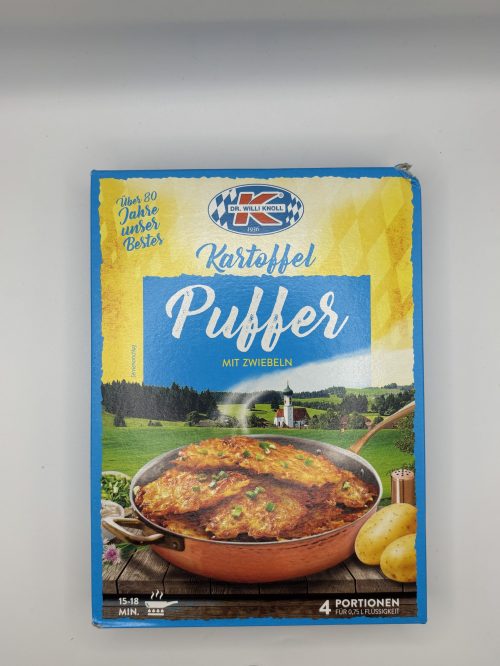 Über 80
Jahre
unser
Bestes
K
DR. WILLI KNOLL
1936
Kartoffel
Puffer
MIT ZWIEBELN
15-18
MIN.
4 PORTIONEN
FÜR 0,75 L FLÜSSIGKEIT